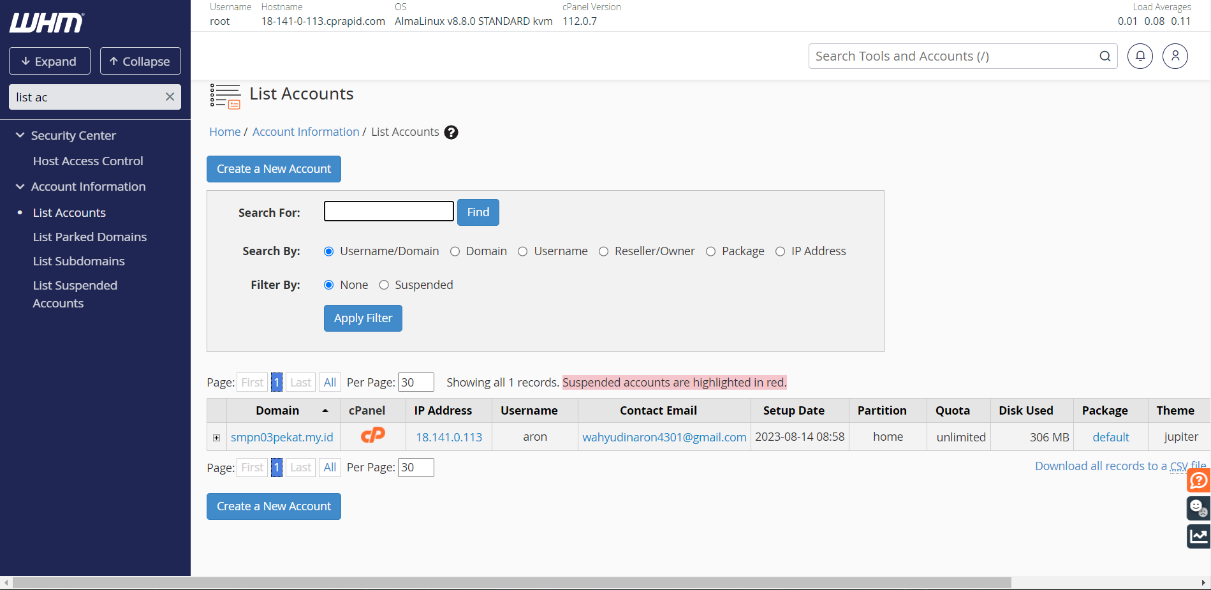 WHM
Username Hostname OS cPanel Version Load Averages
root 18-141-0-113.cprapid.com AlmaLinux v8.8.0 STANDARD kvm 112.0.7 0.01 0.08 0.11
Expand Collapse
list ac
Security Center
Host Access Control
Account Information
List Accounts
List Parked Domains
List Subdomains
List Suspended
Accounts
Search Tools and Accounts (/)
List Accounts
Home / Account Information / List Accounts ?
Create a New Account
Search For: Find
Search By: Username/Domain Domain Username Reseller/Owner Package IP Address
Filter By: None Suspended
Apply Filter
Page: First 1 Last All Per Page: 30 Showing all 1 records. Suspended accounts are highlighted in red.
Domain cPanel IP Address Username Contact Email Setup Date Partition Quota Disk Used Package Theme
smpn03pekat.my.id cP 18.141.0.113 aron wahyudinaron4301@gmail.com 2023-08-14 08:58 home unlimited 306 MB default jupiter
Page: First 1 Last All Per Page: 30 Download all records to a CSV file
Create a New Account